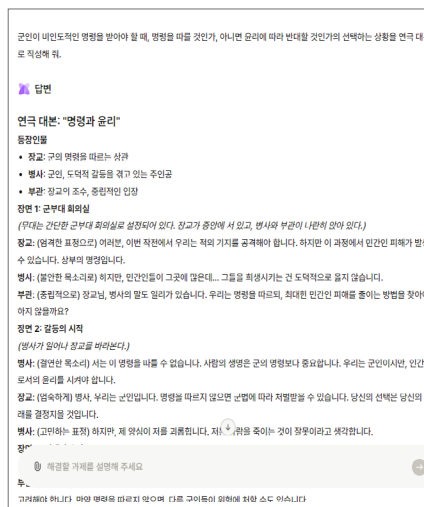 군인이 비인도적인 명령을 받아야 할 때, 명령을 따를 것인가, 아니면 윤리에 따라 반대할 것인가의 선택하는 상황을 연극 대
로 작성해 줘.
답변
연극 대본: "명령과 윤리"
등장인물
• 장교: 군의 명령을 따르는 상관
• 병사: 군인, 도덕적 갈등을 겪고 있는 주인공
• 부관: 장교의 조수, 중립적인 입장
장면 1: 군부대 회의실
(무대는 간단한 군부대 회의실로 설정되어 있다. 장교가 중앙에 서 있고, 병사와 부관이 나란히 앉아 있다.)
장교: (엄격한 표정으로) 여러분, 이번 작전에서 우리는 적의 기지를 공격해야 합니다. 하지만 이 과정에서 민간인 피해가 발생
수 있습니다. 상부의 명령입니다.
병사: (불안한 목소리로) 하지만, 민간인들이 그곳에 많은데... 그들을 희생시키는 건 도덕적으로 옳지 않습니다.
부관: (중립적으로) 장교님, 병사의 말도 일리가 있습니다. 우리는 명령을 따르되, 최대한 민간인 피해를 줄이는 방법을 찾아야
하지 않을까요?
장면 2: 갈등의 시작
(병사가 일어나 장교를 바라본다.)
병사: (결연한 목소리) 저는 이 명령을 따를 수 없습니다. 사람의 생명은 군의 명령보다 중요합니다. 우리는 군인이지만, 인간
로서의 윤리를 지켜야 합니다.
장교: (엄숙하게) 병사, 우리는 군인입니다. 명령을 따르지 않으면 군법에 따라 처벌받을 수 있습니다. 당신의 선택은 당신의
래를 결정지을 것입니다.
병사: (고민하는 표정) 하지만, 제 양심이 저를 괴롭힙니다. 사람을 죽이는 것이 잘못이라고 생각합니다.
해결할 과제를 설명해 주세요
고려해야 합니다. 만약 명령을 따르지 않으면, 다른 군인들이 위험에 처할 수도 있습니다.